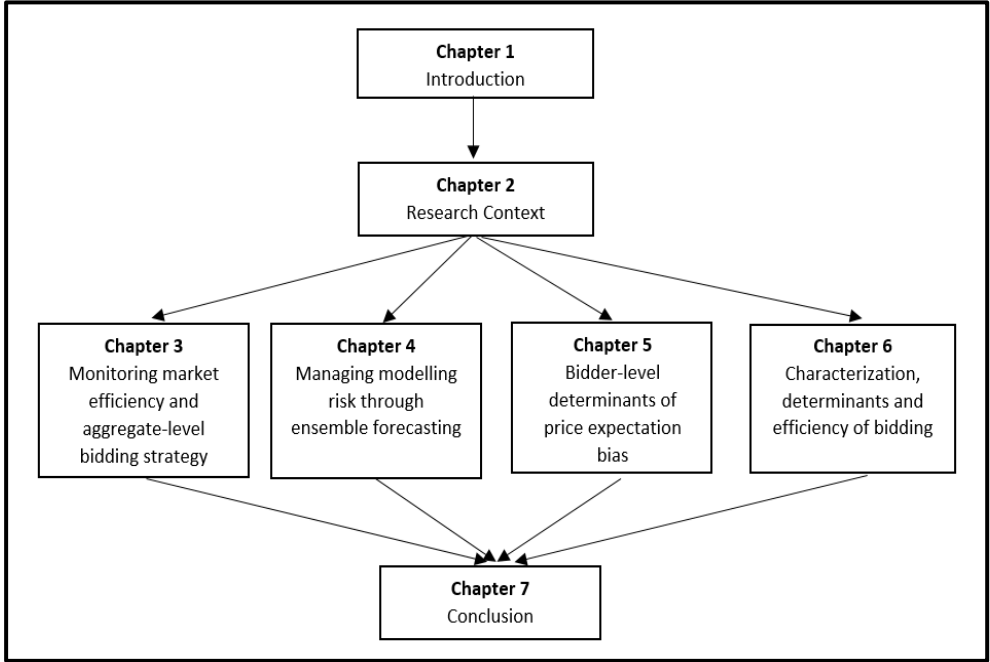 Chapter 1
Introduction
Chapter 2
Research Context
Chapter 3
Monitoring market
efficiency and
aggregate-level
bidding strategy
Chapter 4
Managing modelling
risk through
ensemble forecasting
Chapter 5
Bidder-level
determinants of
price expectation
bias
Chapter 6
Characterization,
determinants and
efficiency of bidding
Chapter 7
Conclusion